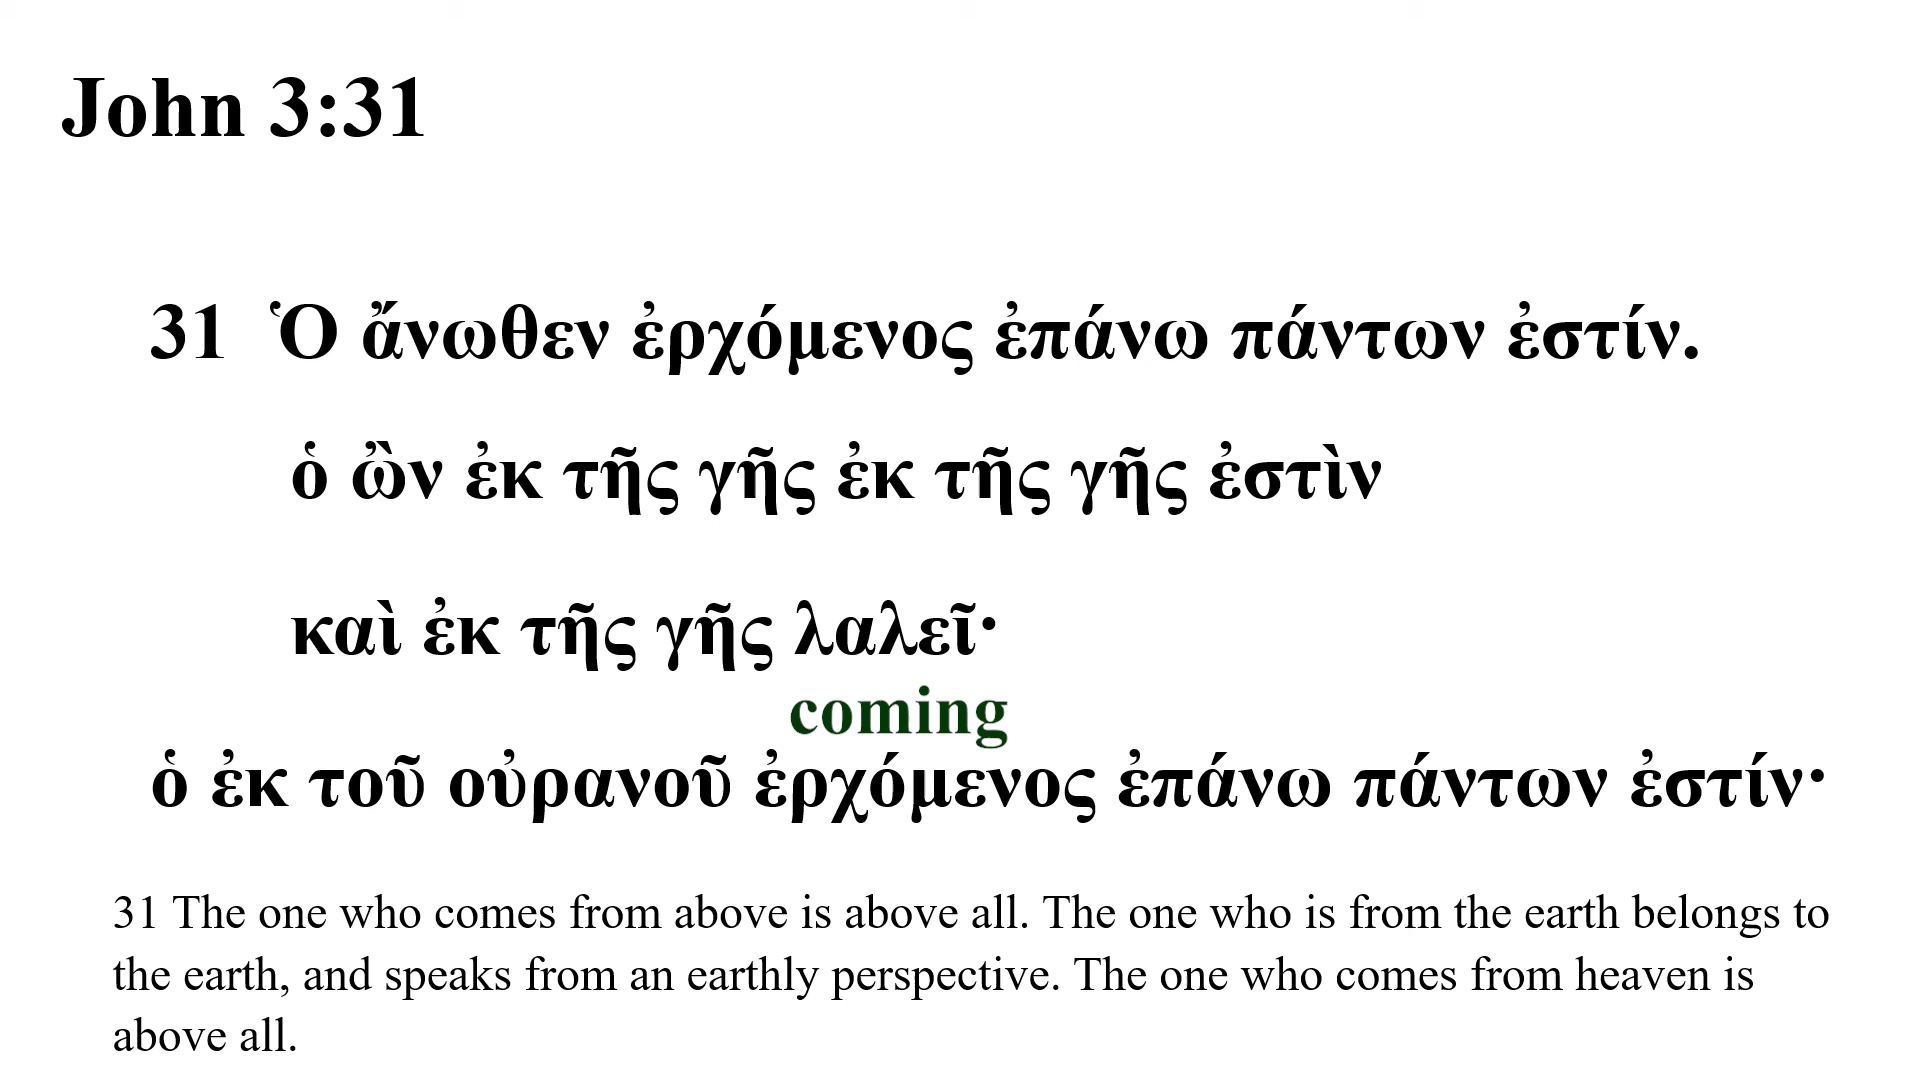 John 3:31
31 Ὁ ἄνωθεν ἐρχόμενος ἐπάνω πάντων ἐστίν.
ὁ ὢν ἐκ τῆς γῆς ἐκ τῆς γῆς ἐστὶν
καὶ ἐκ τῆς γῆς λαλεῖ·
coming
ὁ ἐκ τοῦ οὐρανοῦ ἐρχόμενος ἐπάνω πάντων ἐστίν·
31 The one who comes from above is above all. The one who is from the earth belongs to
the earth, and speaks from an earthly perspective. The one who comes from heaven is
above all.